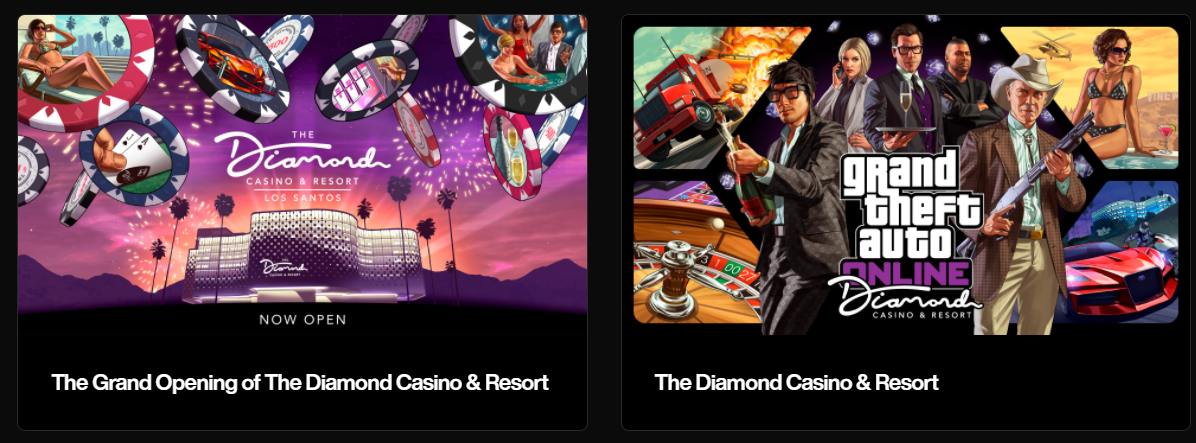 THE
Diamond
CASINO & RESORT
LOS SANTOS
Diamond
CASINO & RESORT
NOW OPEN
The Grand Opening of The Diamond Casino & Resort
grand
theft
auto
ONLINE
Diamond
CASINO & RESORT
The Diamond Casino & Resort